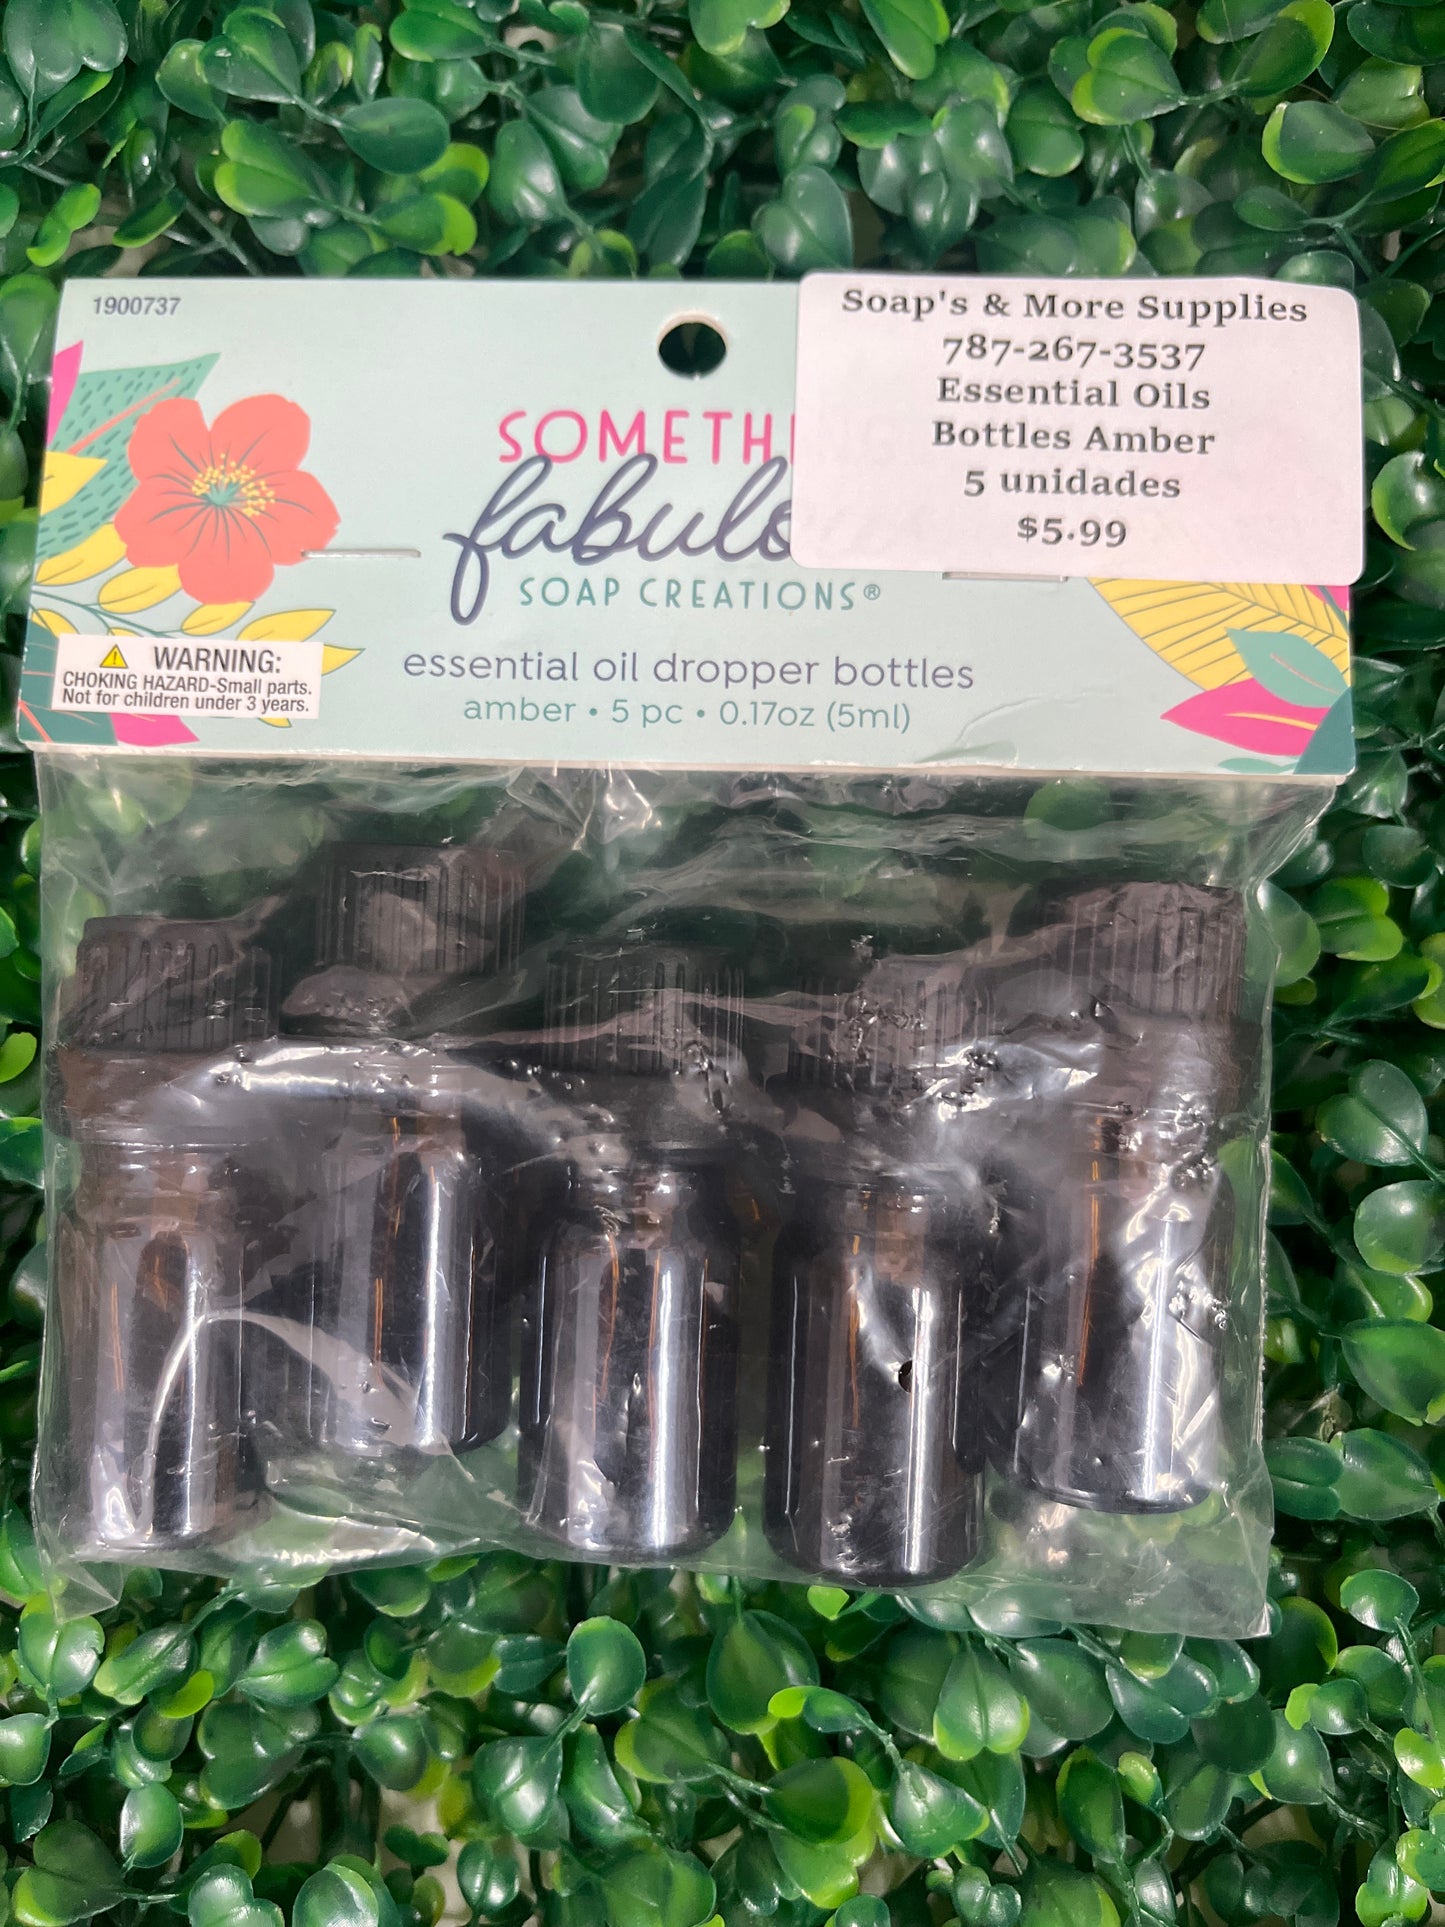 1900737
Soap's & More Supplies
787-267-3537
Essential Oils
Bottles Amber
5 unidades
$5.99
SOAP CREATIONS®
essential oil dropper bottles
amber • 5 pc • 0.17oz (5ml)
WARNING:
CHOKING HAZARD-Small parts.
Not for children under 3 years.